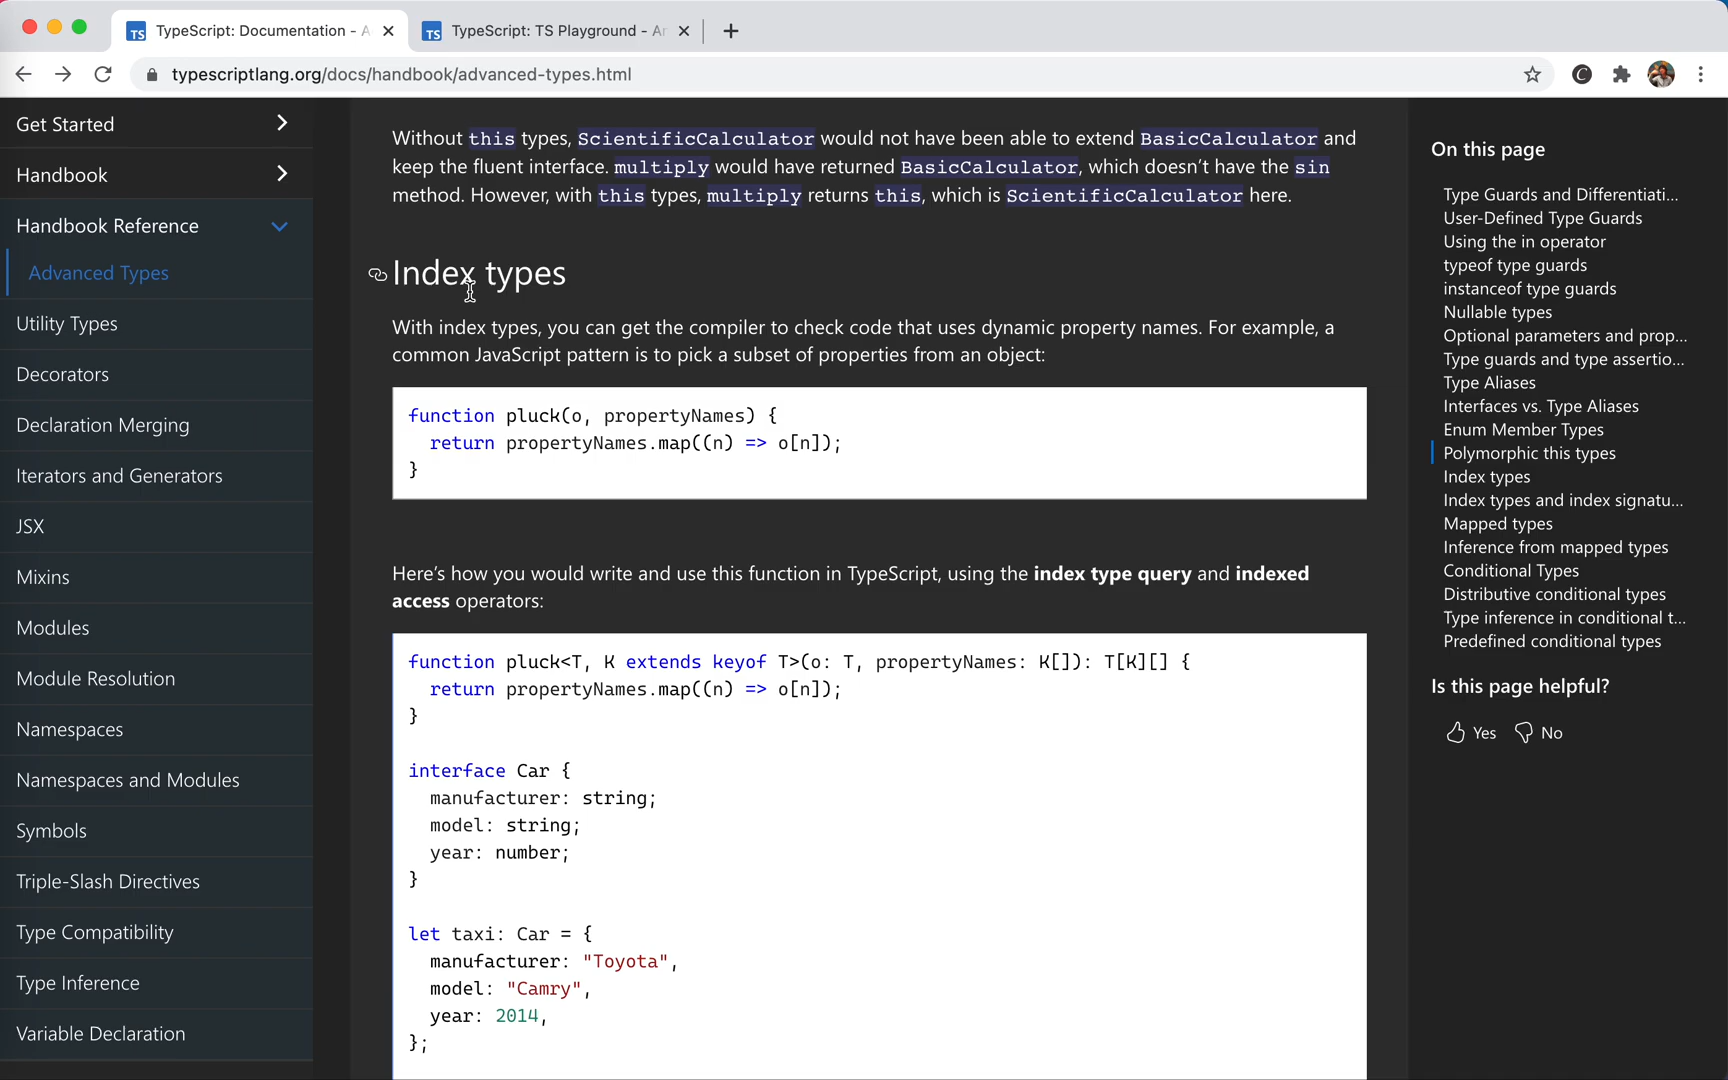 TypeScript: Documentation - A
TypeScript: TS Playground - Ar
typescriptlang.org/docs/handbook/advanced-types.html
Get Started
Handbook
Handbook Reference
Advanced Types
Utility Types
Decorators
Declaration Merging
Iterators and Generators
JSX
Mixins
Modules
Module Resolution
Namespaces
Namespaces and Modules
Symbols
Triple-Slash Directives
Type Compatibility
Type Inference
Variable Declaration
Without this types, ScientificCalculator would not have been able to extend BasicCalculator and
keep the fluent interface. multiply would have returned BasicCalculator, which doesn’t have the sin
method. However, with this types, multiply returns this, which is ScientificCalculator here.
Index types
With index types, you can get the compiler to check code that uses dynamic property names. For example, a
common JavaScript pattern is to pick a subset of properties from an object:
function pluck(o, propertyNames) {
  return propertyNames.map((n) => o[n]);
}
Here’s how you would write and use this function in TypeScript, using the index type query and indexed
access operators:
function pluck<T, K extends keyof T>(o: T, propertyNames: K[]): T[K][] {
  return propertyNames.map((n) => o[n]);
}
interface Car {
  manufacturer: string;
  model: string;
  year: number;
}
let taxi: Car = {
  manufacturer: "Toyota",
  model: "Camry",
  year: 2014,
};
On this page
Type Guards and Differentiati...
User-Defined Type Guards
Using the in operator
typeof type guards
instanceof type guards
Nullable types
Optional parameters and prop...
Type guards and type assertio...
Type Aliases
Interfaces vs. Type Aliases
Enum Member Types
Polymorphic this types
Index types
Index types and index signatu...
Mapped types
Inference from mapped types
Conditional Types
Distributive conditional types
Type inference in conditional t...
Predefined conditional types
Is this page helpful?
Yes No